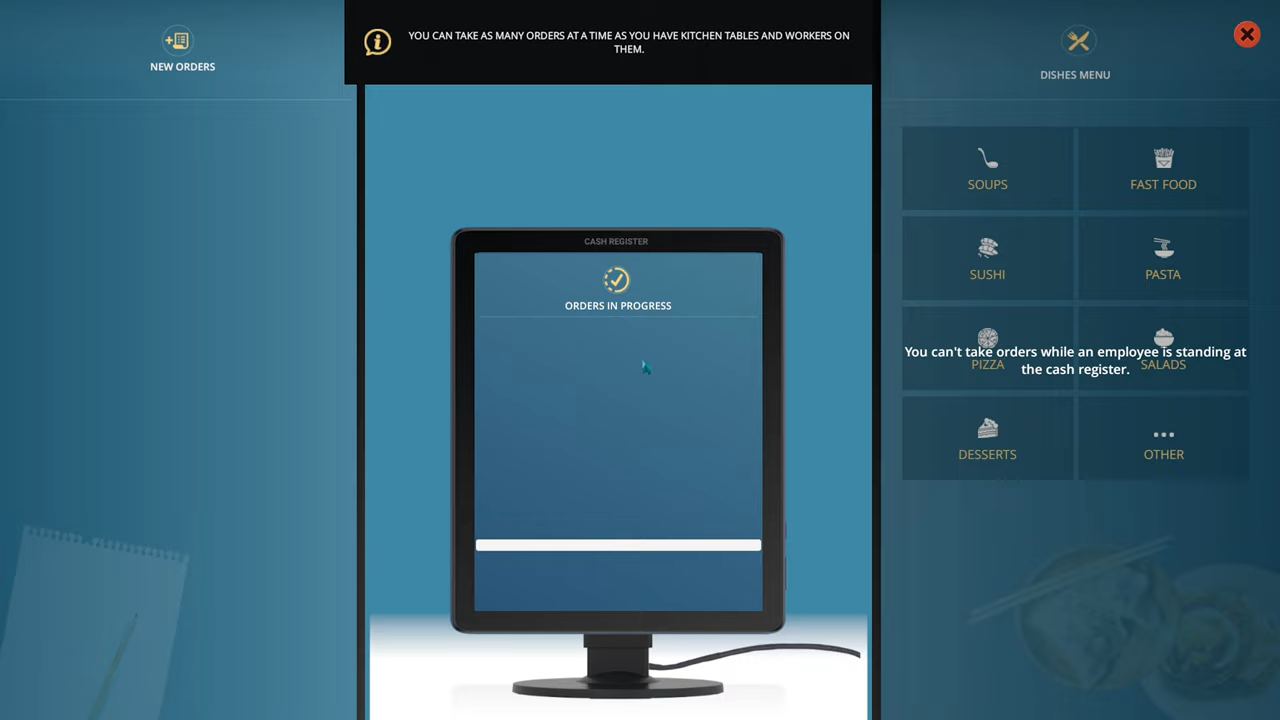 NEW ORDERS
YOU CAN TAKE AS MANY ORDERS AT A TIME AS YOU HAVE KITCHEN TABLES AND WORKERS ON
THEM.
DISHES MENU
CASH REGISTER
ORDERS IN PROGRESS
SOUPS
FAST FOOD
SUSHI
PASTA
PIZZA
SALADS
You can't take orders while an employee is standing at
the cash register.
DESSERTS
OTHER